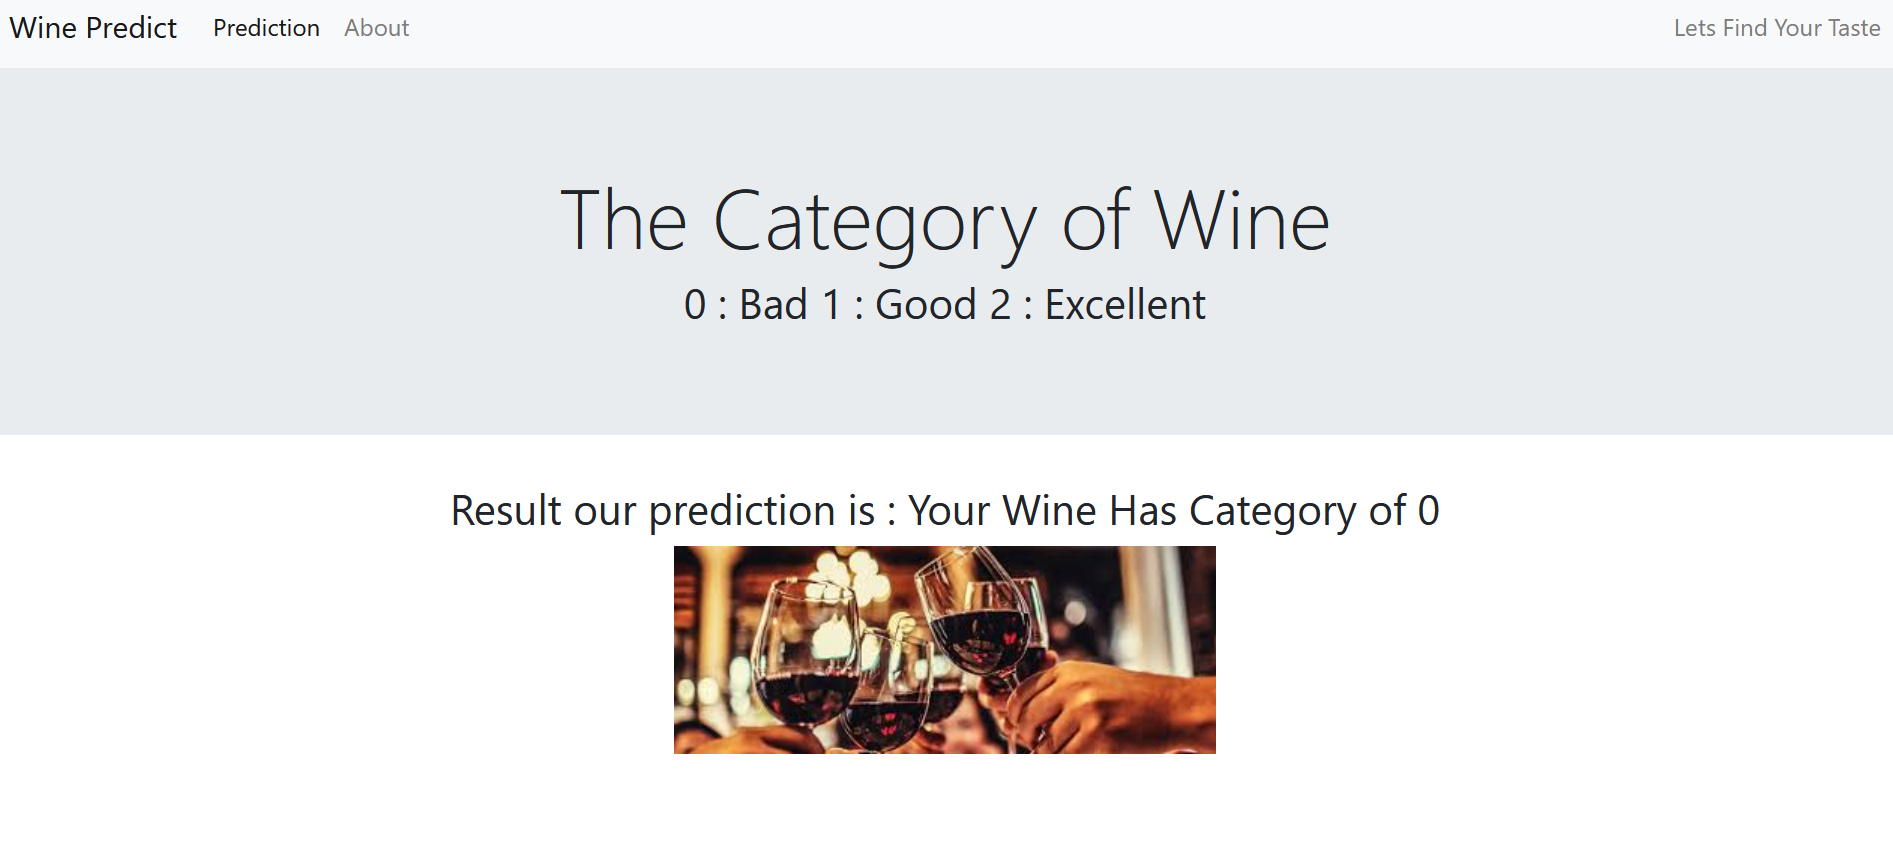 Wine Predict Prediction About Lets Find Your Taste
The Category of Wine
0 : Bad 1 : Good 2 : Excellent
Result our prediction is : Your Wine Has Category of 0